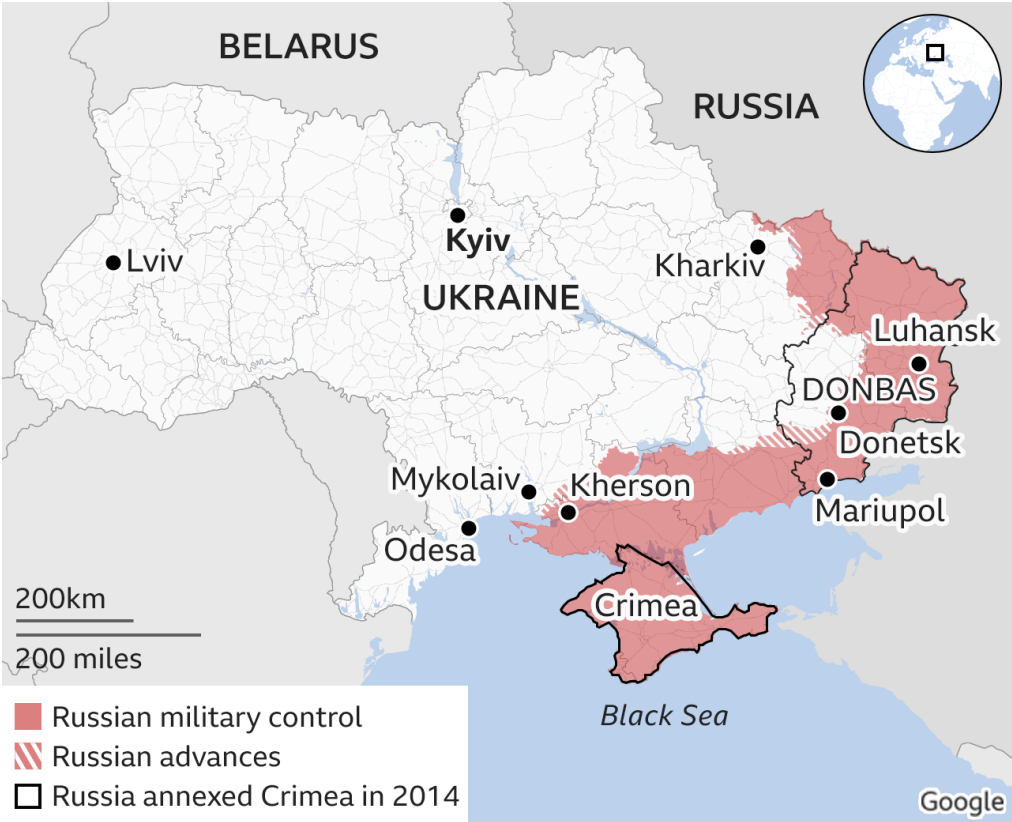 BELARUS
RUSSIA
Kyiv
Lviv
Kharkiv
UKRAINE
Luhansk
DONBAS
Donetsk
Mykolaiv
Kherson
Mariupol
Odesa
Crimea
200km
200 miles
Black Sea
Russian military control
Russian advances
Russia annexed Crimea in 2014
Google